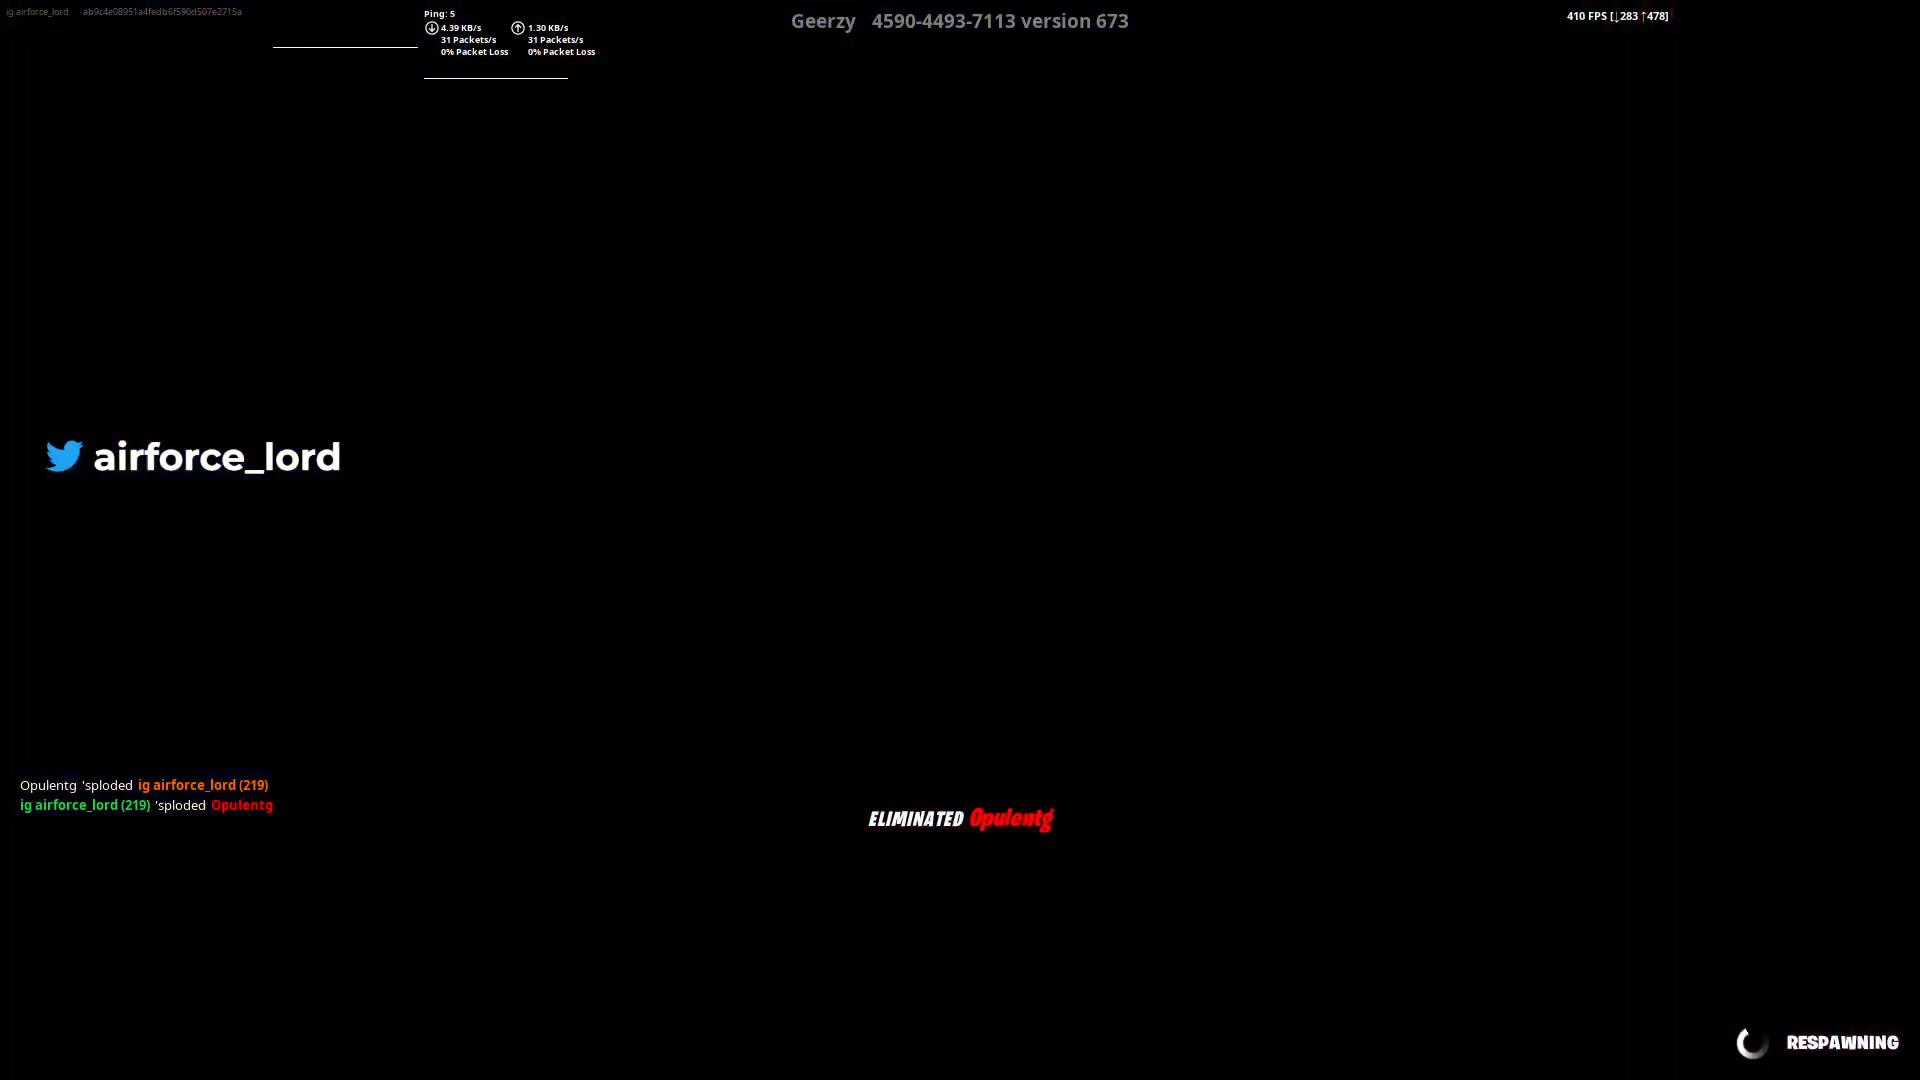 ig airforce_lord ab9c4e08951a4fedb6f590d507e2715a
Ping: 5
4.39 KB/s 1.30 KB/s
31 Packets/s 31 Packets/s
0% Packet Loss 0% Packet Loss
Geerzy 4590-4493-7113 version 673
410 FPS [↓283 ↑478]
airforce_lord
Opulentg 'sploded ig airforce_lord (219)
ig airforce_lord (219) 'sploded Opulentg
ELIMINATED Opulentg
RESPAWNING